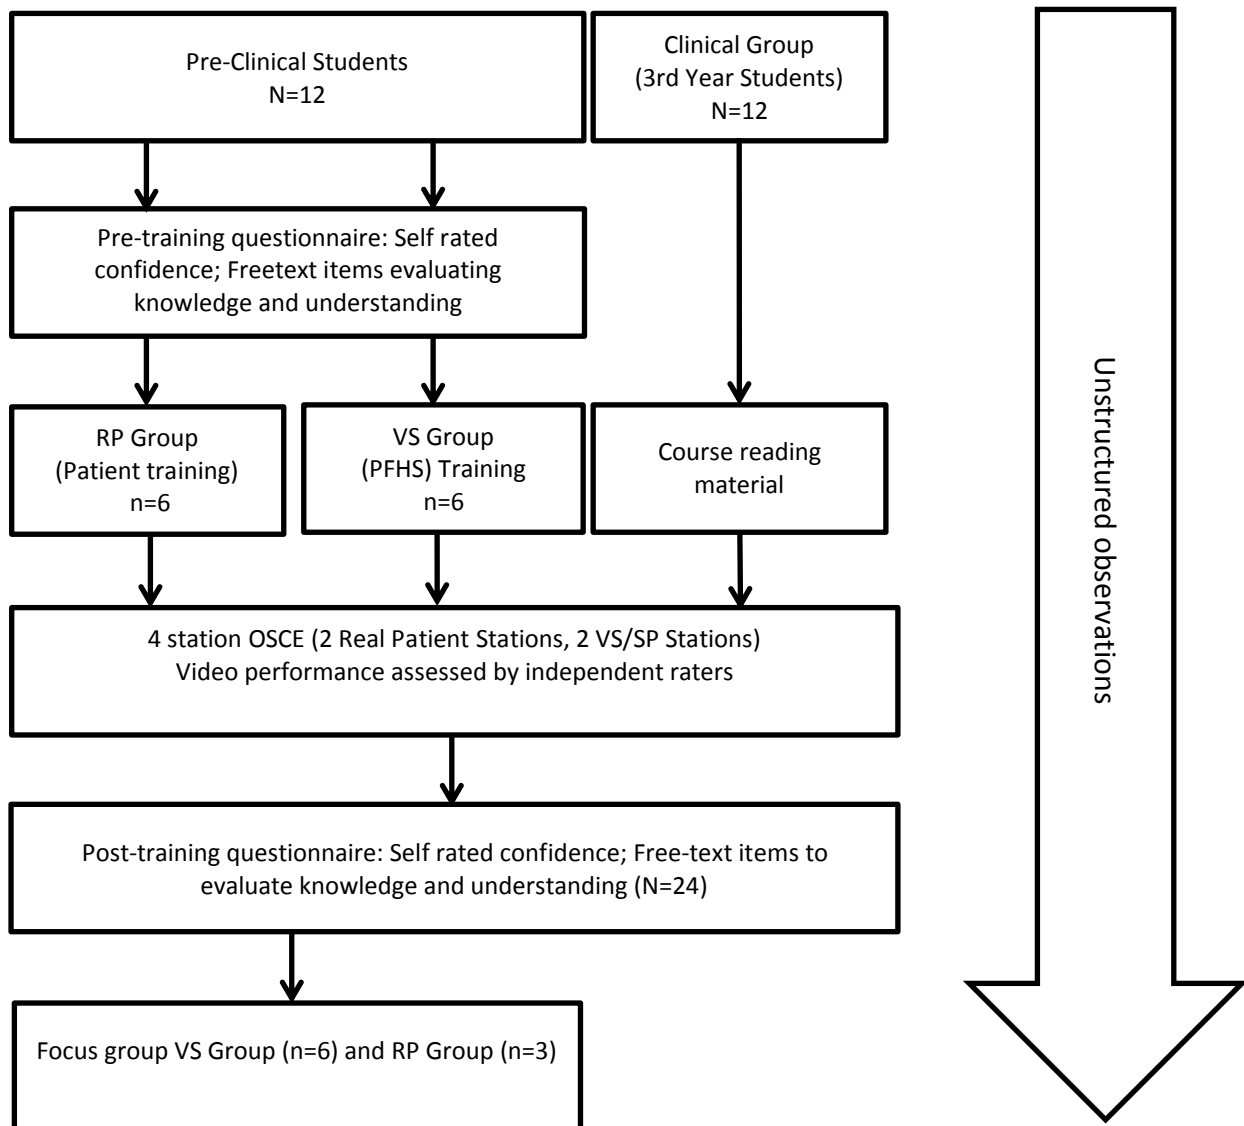 Pre-Clinical Students
N=12
Clinical Group
(3rd Year Students)
N=12
Pre-training questionnaire: Self rated
confidence; Freetext items evaluating
knowledge and understanding
RP Group
(Patient training)
n=6
VS Group
(PFHS) Training
n=6
Course reading
material
4 station OSCE (2 Real Patient Stations, 2 VS/SP Stations)
Video performance assessed by independent raters
Post-training questionnaire: Self rated confidence; Free-text items to
evaluate knowledge and understanding (N=24)
Focus group VS Group (n=6) and RP Group (n=3)
Unstructured observations